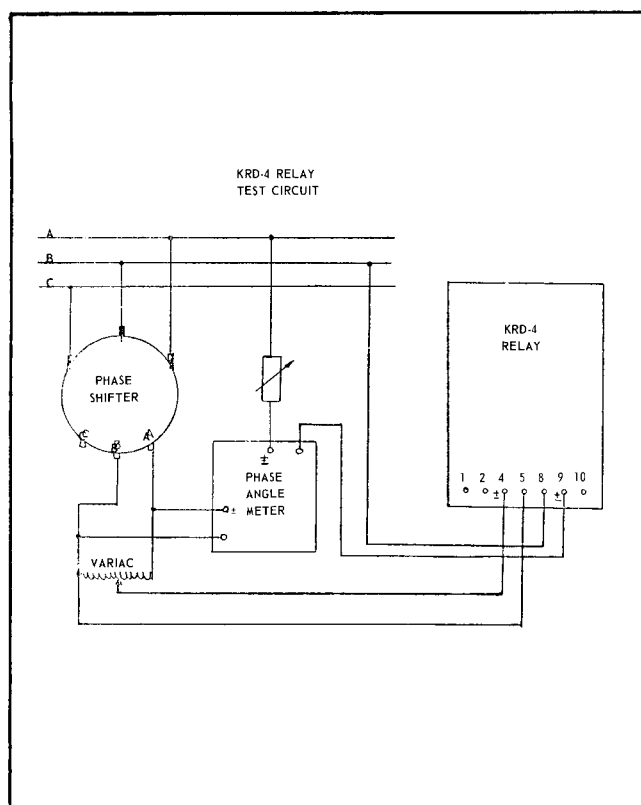 KRD-4 RELAY
TEST CIRCUIT
A
B
C
KRD-4
RELAY
PHASE
SHIFTER
C
B
A
±
PHASE
ANGLE
METER
±
VARIAC
1 2 ± 4 5 8 ± 9 10